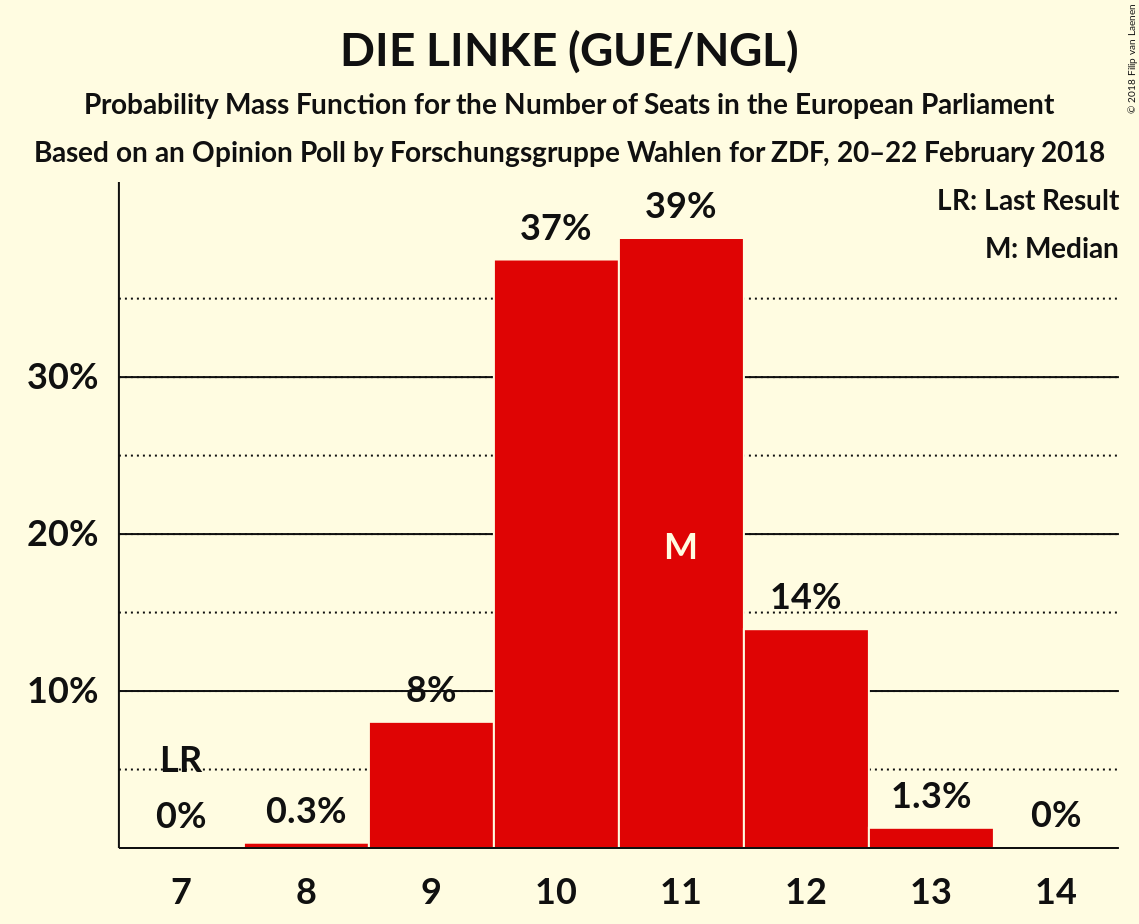 DIE LINKE (GUE/NGL)
Probability Mass Function for the Number of Seats in the European Parliament
Based on an Opinion Poll by Forschungsgruppe Wahlen for ZDF, 20–22 February 2018
© 2018 Filip van Laenen
LR: Last Result
M: Median
39%
37%
30%
20%
M
14%
10%
8%
LR
0%
0.3%
1.3%
0%
7 8 9 10 11 12 13 14